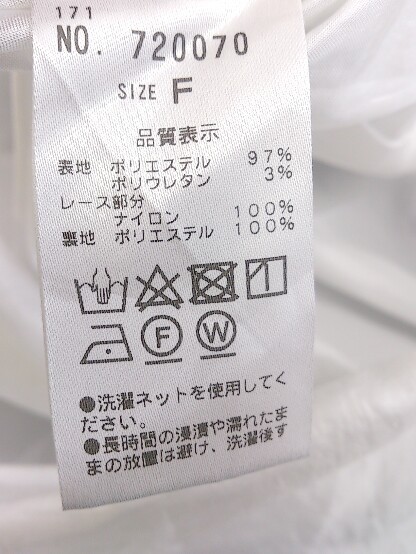 171
NO. 720070
SIZE F
品質表示
表地 ポリエステル 97%
ポリウレタン 3%
レース部分
ナイロン 100%
裏地 ポリエステル 100%
F W
●洗濯ネットを使用してく
ださい。
●長時間の浸漬や濡れたま
まの放置は避け、洗濯後す